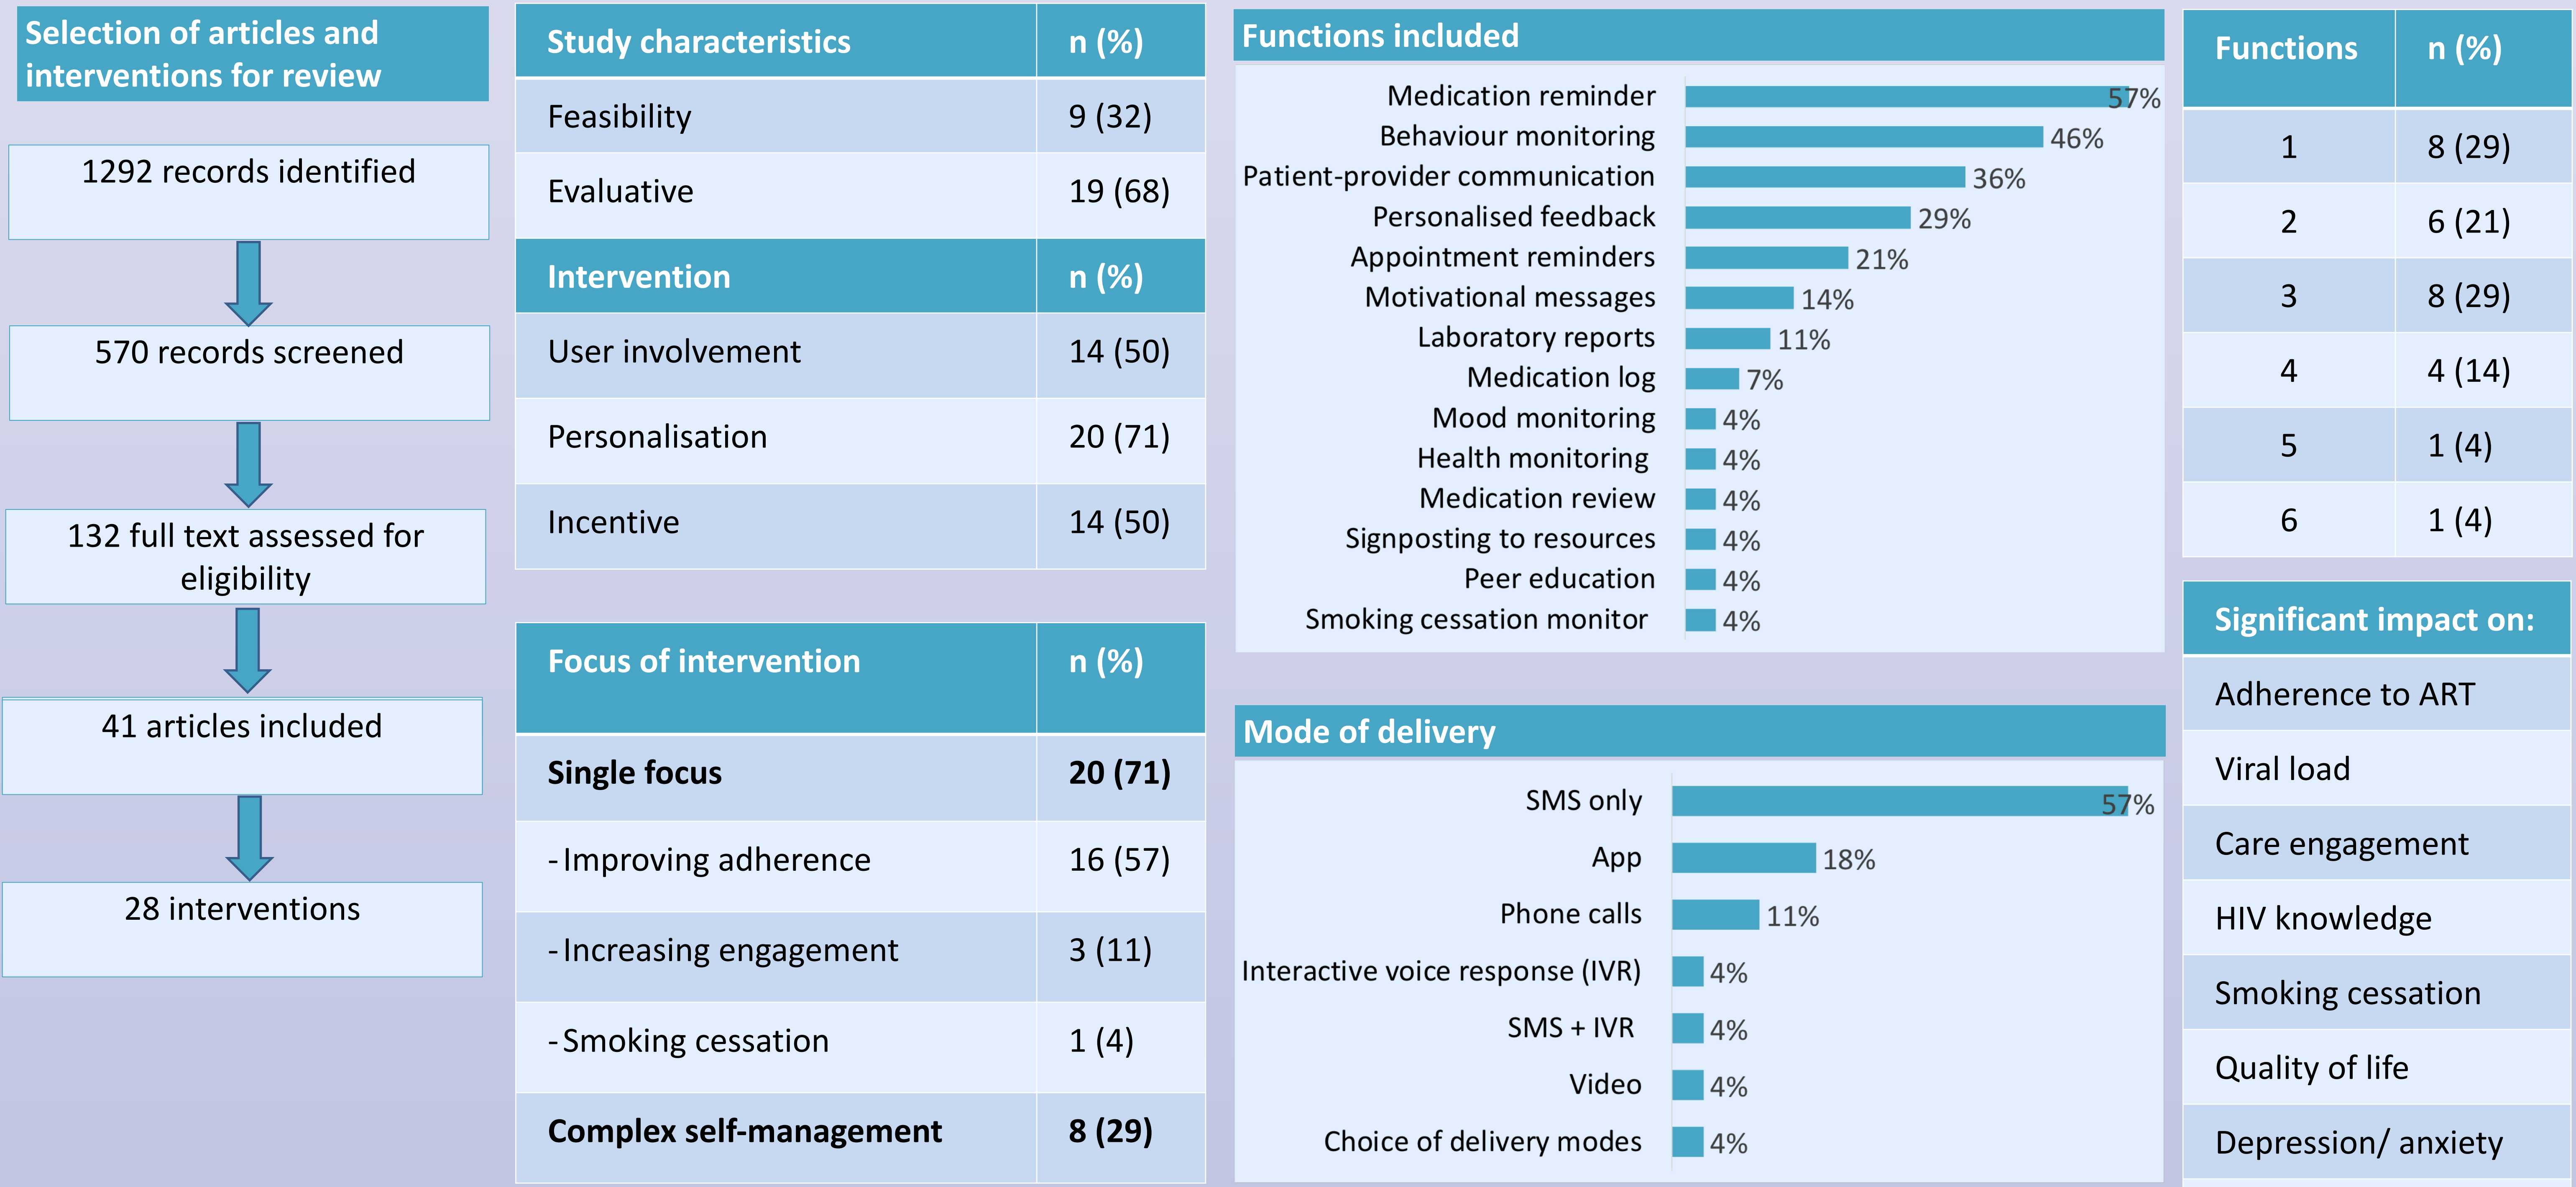 Selection of articles and
interventions for review
1292 records identified
570 records screened
132 full text assessed for
eligibility
41 articles included
28 interventions
Study characteristics n (%)
Feasibility 9 (32)
Evaluative 19 (68)
Intervention n (%)
User involvement 14 (50)
Personalisation 20 (71)
Incentive 14 (50)
Focus of intervention n (%)
Single focus 20 (71)
- Improving adherence 16 (57)
- Increasing engagement 3 (11)
- Smoking cessation 1 (4)
Complex self-management 8 (29)
Functions included
Medication reminder 57%
Behaviour monitoring 46%
Patient-provider communication 36%
Personalised feedback 29%
Appointment reminders 21%
Motivational messages 14%
Laboratory reports 11%
Medication log 7%
Mood monitoring 4%
Health monitoring 4%
Medication review 4%
Signposting to resources 4%
Peer education 4%
Smoking cessation monitor 4%
Mode of delivery
SMS only 57%
App 18%
Phone calls 11%
Interactive voice response (IVR) 4%
SMS + IVR 4%
Video 4%
Choice of delivery modes 4%
Functions n (%)
1 8 (29)
2 6 (21)
3 8 (29)
4 4 (14)
5 1 (4)
6 1 (4)
Significant impact on:
Adherence to ART
Viral load
Care engagement
HIV knowledge
Smoking cessation
Quality of life
Depression/ anxiety